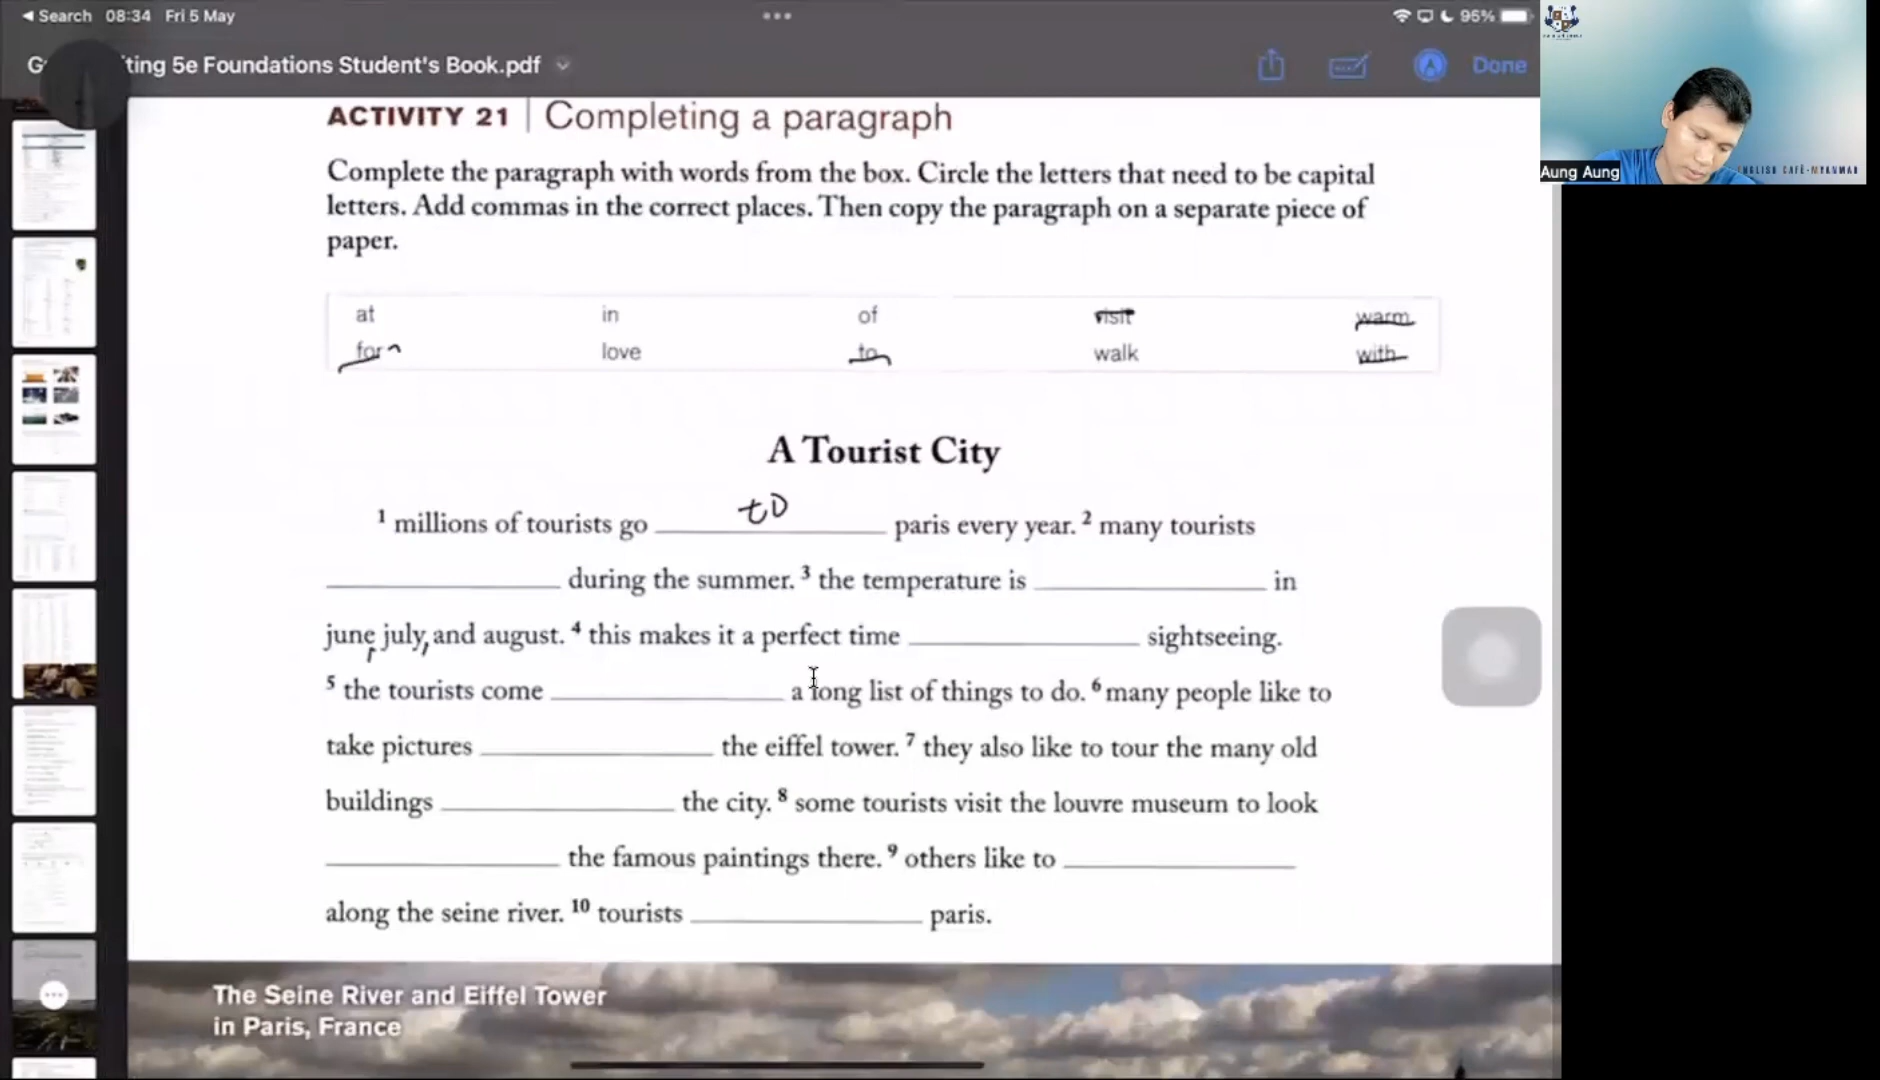 Search 08:34 Fri 5 May
96%
ting 5e Foundations Student's Book.pdf
Done
ACTIVITY 21 | Completing a paragraph
Complete the paragraph with words from the box. Circle the letters that need to be capital
letters. Add commas in the correct places. Then copy the paragraph on a separate piece of
paper.
at in of visit warm
for love to walk with
A Tourist City
1 millions of tourists go to paris every year. 2 many tourists
during the summer. 3 the temperature is in
june, july, and august. 4 this makes it a perfect time sightseeing.
5 the tourists come a long list of things to do. 6 many people like to
take pictures the eiffel tower. 7 they also like to tour the many old
buildings the city. 8 some tourists visit the louvre museum to look
the famous paintings there. 9 others like to
along the seine river. 10 tourists paris.
The Seine River and Eiffel Tower
in Paris, France
Aung Aung
ENGLISH CAFÉ-MYANMAR